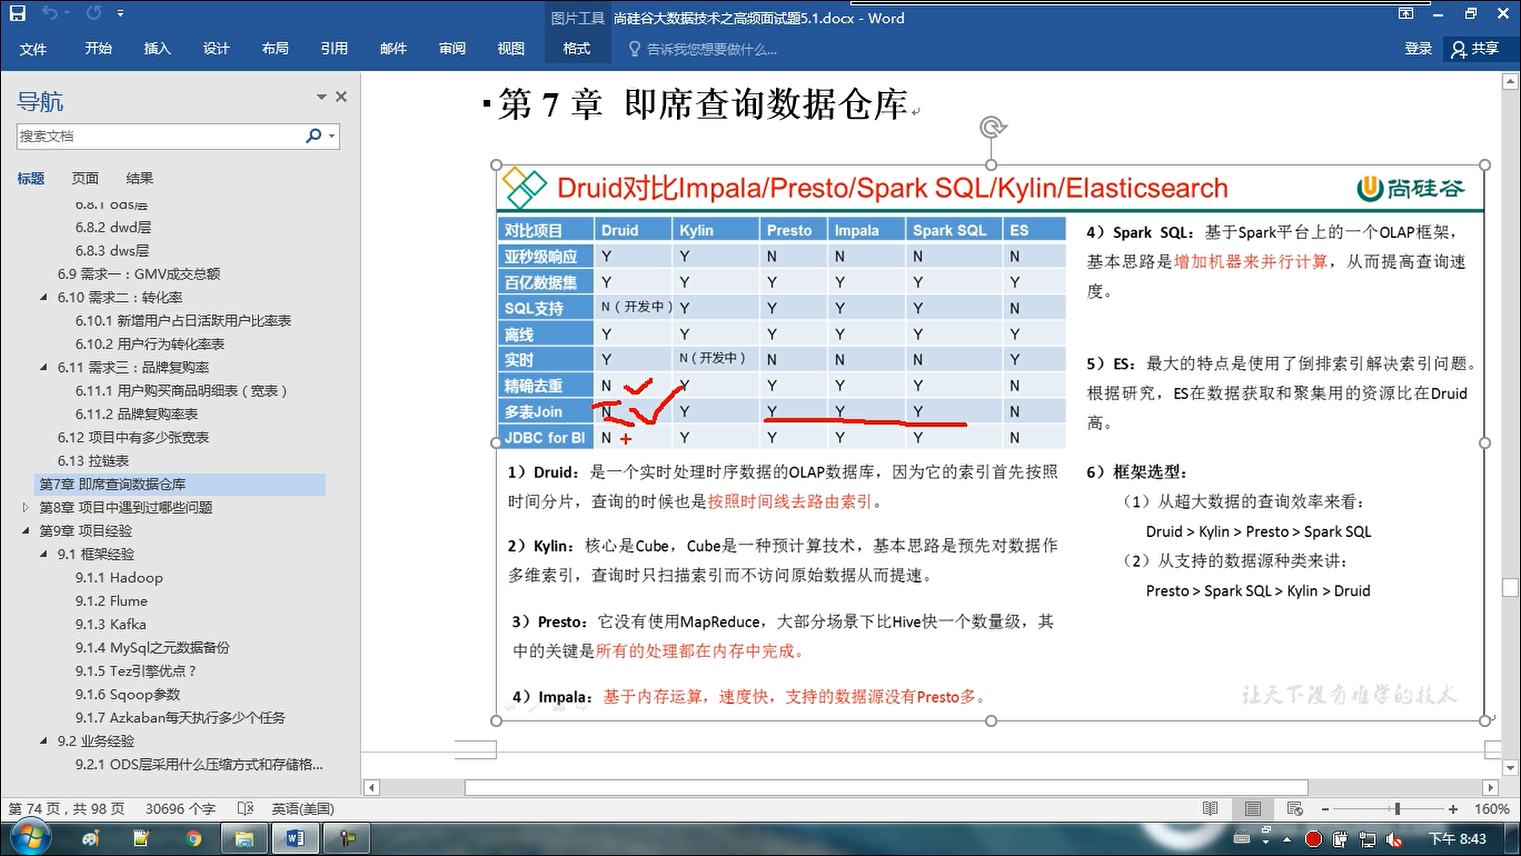 图片工具
尚硅谷大数据技术之高频面试题5.1.docx - Word
文件 开始 插入 设计 布局 引用 邮件 审阅 视图 格式 告诉我您想要做什么... 登录 共享
导航
搜索文档
标题 页面 结果
6.8.1 ods层
6.8.2 dwd层
6.8.3 dws层
6.9 需求一：GMV成交总额
6.10 需求二：转化率
6.10.1 新增用户占日活跃用户比率表
6.10.2 用户行为转化率表
6.11 需求三：品牌复购率
6.11.1 用户购买商品明细表（宽表）
6.11.2 品牌复购率表
6.12 项目中有多少张宽表
6.13 拉链表
第7章 即席查询数据仓库
第8章 项目中遇到过哪些问题
第9章 项目经验
9.1 框架经验
9.1.1 Hadoop
9.1.2 Flume
9.1.3 Kafka
9.1.4 MySql之元数据备份
9.1.5 Tez引擎优点？
9.1.6 Sqoop参数
9.1.7 Azkaban每天执行多少个任务
9.2 业务经验
9.2.1 ODS层采用什么压缩方式和存储格...
第 7 章 即席查询数据仓库
Druid对比Impala/Presto/Spark SQL/Kylin/Elasticsearch
尚硅谷
对比项目 Druid Kylin Presto Impala Spark SQL ES
亚秒级响应 Y Y N N N N
百亿数据集 Y Y Y Y Y Y
SQL支持 N（开发中） Y Y Y Y N
离线 Y Y Y Y Y Y
实时 Y N（开发中） N N N Y
精确去重 N Y Y Y Y N
多表Join N Y Y Y Y N
JDBC for BI N Y Y Y Y N
1）Druid：是一个实时处理时序数据的OLAP数据库，因为它的索引首先按照
时间分片，查询的时候也是按照时间线去路由索引。
2）Kylin：核心是Cube，Cube是一种预计算技术，基本思路是预先对数据作
多维索引，查询时只扫描索引而不访问原始数据从而提速。
3）Presto：它没有使用MapReduce，大部分场景下比Hive快一个数量级，其
中的关键是所有的处理都在内存中完成。
4）Impala：基于内存运算，速度快，支持的数据源没有Presto多。
4）Spark SQL：基于Spark平台上的一个OLAP框架，
基本思路是增加机器来并行计算，从而提高查询速
度。
5）ES：最大的特点是使用了倒排索引解决索引问题。
根据研究，ES在数据获取和聚集用的资源比在Druid
高。
6）框架选型：
（1）从超大数据的查询效率来看：
Druid > Kylin > Presto > Spark SQL
（2）从支持的数据源种类来讲：
Presto > Spark SQL > Kylin > Druid
让天下没有难学的技术
第 74 页，共 98 页 30696 个字 英语(美国) 160%
下午 8:43